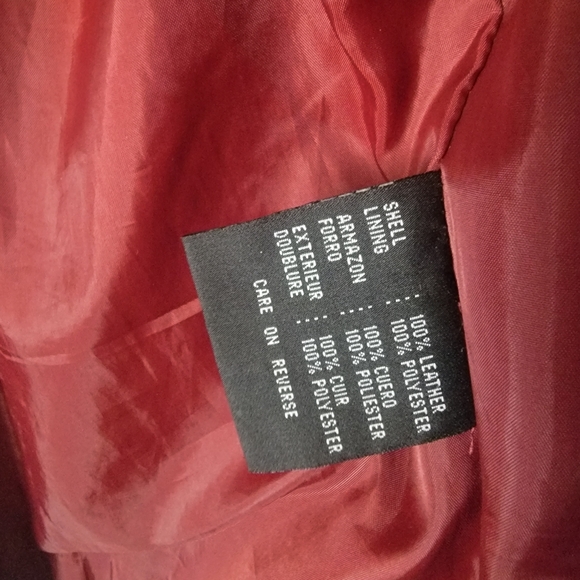 SHELL : 100% LEATHER
LINING : 100% POLYESTER
ARMAZON : 100% CUERO
FORRO : 100% POLIESTER
EXTERIEUR : 100% CUIR
DOUBLURE : 100% POLYESTER
CARE ON REVERSE